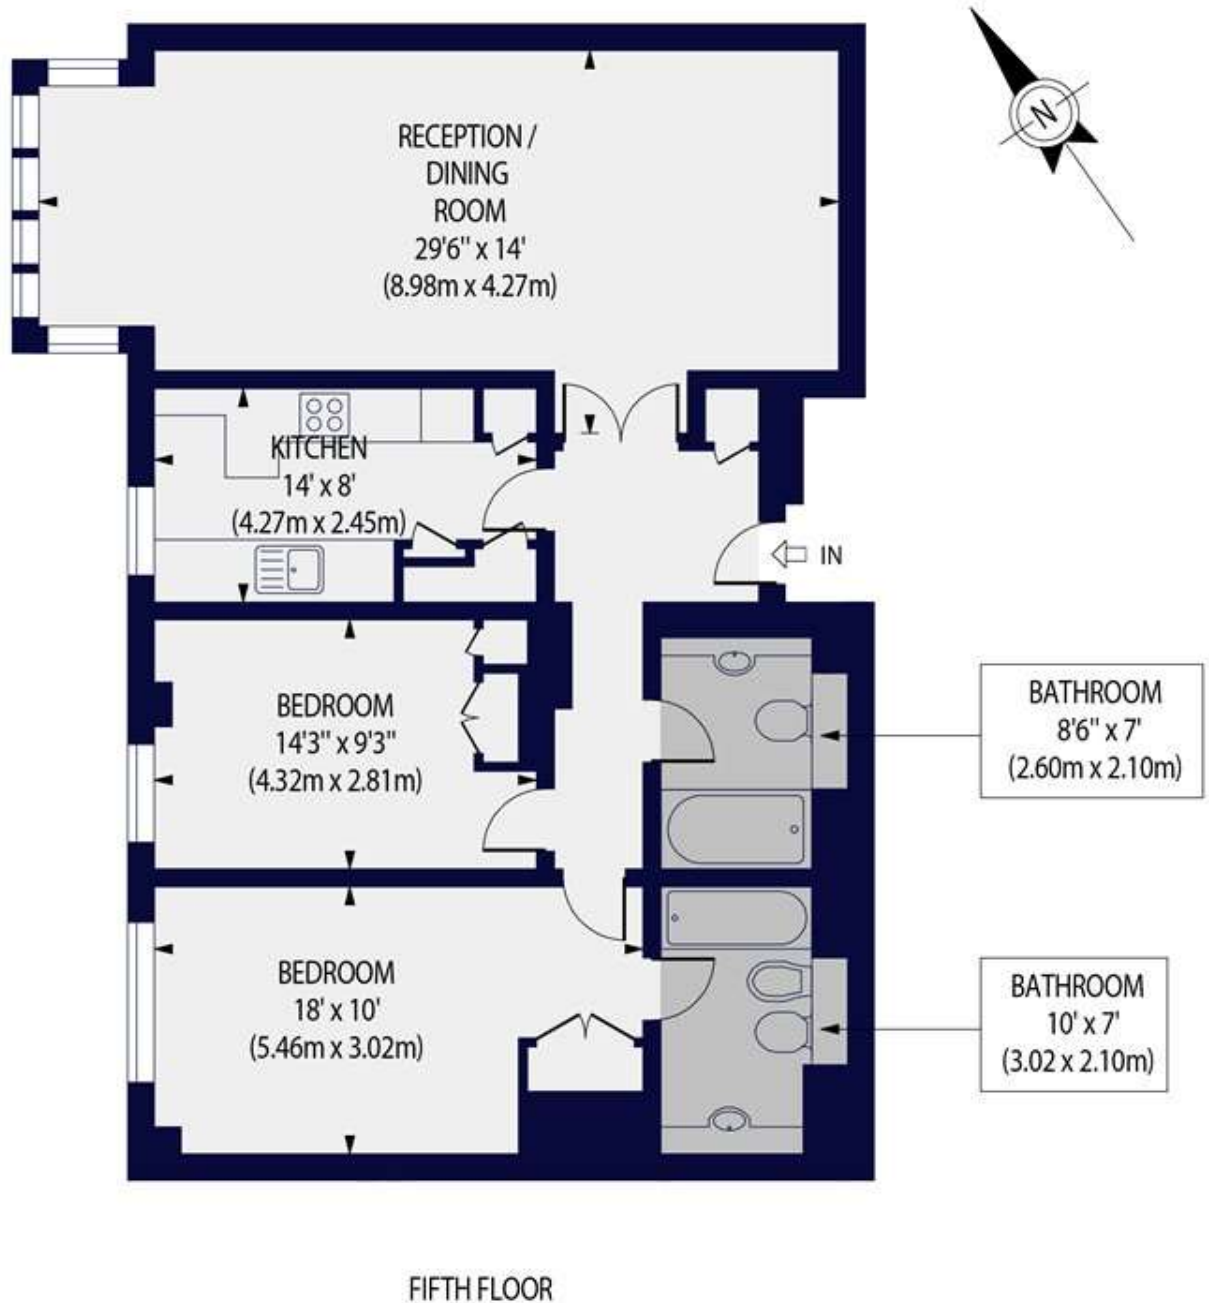 N
RECEPTION /
DINING
ROOM
29'6" x 14'
(8.98m x 4.27m)
KITCHEN
14' x 8'
(4.27m x 2.45m)
IN
BEDROOM
14'3" x 9'3"
(4.32m x 2.81m)
BATHROOM
8'6" x 7'
(2.60m x 2.10m)
BEDROOM
18' x 10'
(5.46m x 3.02m)
BATHROOM
10' x 7'
(3.02 x 2.10m)
FIFTH FLOOR